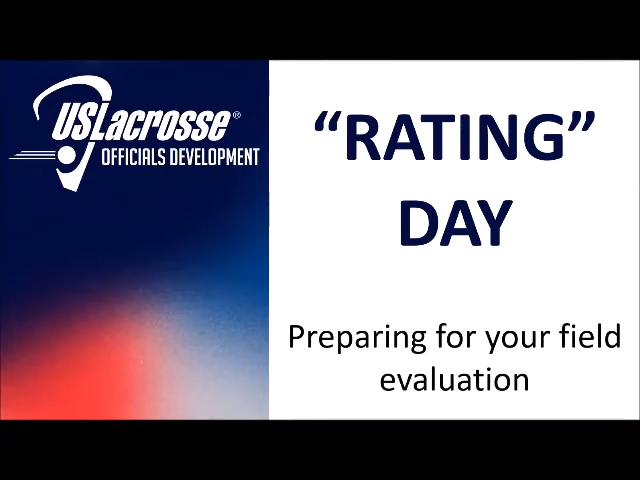 USLacrosse®
OFFICIALS DEVELOPMENT
“RATING”
DAY
Preparing for your field
evaluation